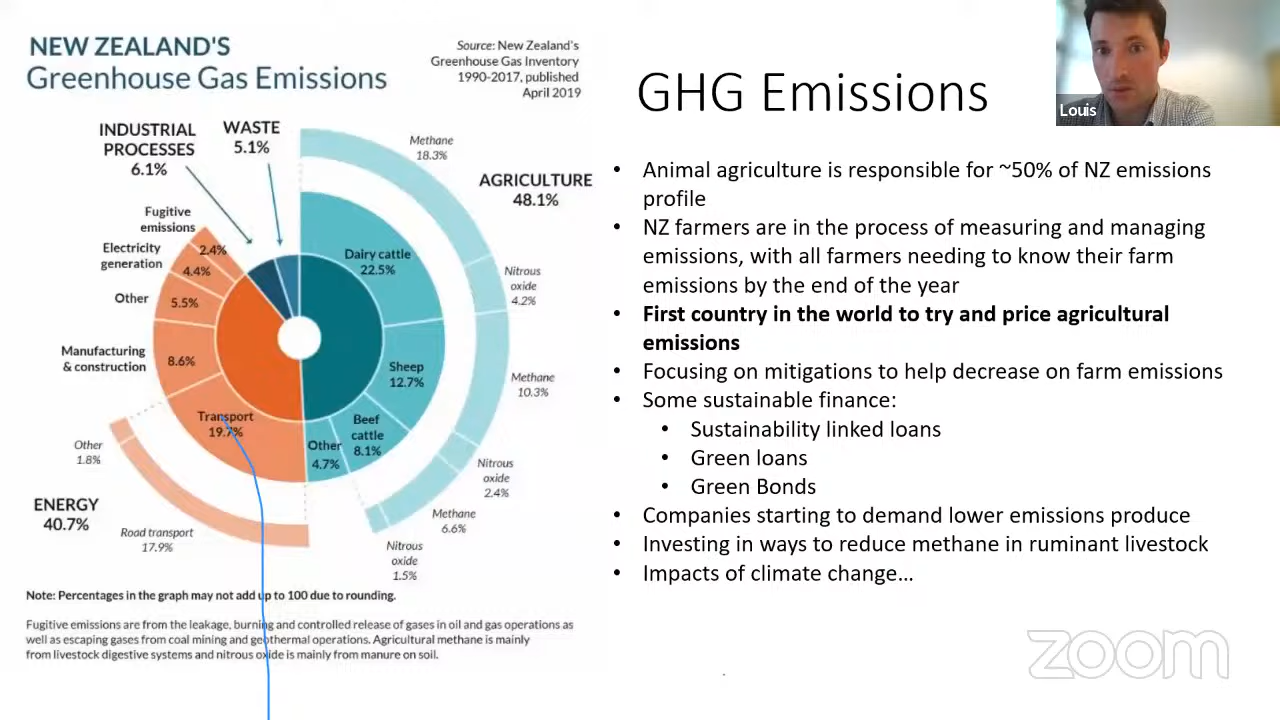 NEW ZEALAND'S
Greenhouse Gas Emissions
Source: New Zealand's
Greenhouse Gas Inventory
1990-2017, published
April 2019
INDUSTRIAL
PROCESSES
6.1%
WASTE
5.1%
Methane
18.3%
AGRICULTURE
48.1%
Fugitive
emissions
2.4%
Electricity
generation
4.4%
Other
5.5%
Manufacturing
& construction
8.6%
Transport
19.7%
Other
1.8%
ENERGY
40.7%
Road transport
17.9%
Dairy cattle
22.5%
Nitrous
oxide
4.2%
Sheep
12.7%
Methane
10.3%
Beef
cattle
8.1%
Other
4.7%
Nitrous
oxide
2.4%
Methane
6.6%
Nitrous
oxide
1.5%
Note: Percentages in the graph may not add up to 100 due to rounding.
Fugitive emissions are from the leakage, burning and controlled release of gases in oil and gas operations as
well as escaping gases from coal mining and geothermal operations. Agricultural methane is mainly
from livestock digestive systems and nitrous oxide is mainly from manure on soil.
GHG Emissions
Louis
• Animal agriculture is responsible for ~50% of NZ emissions
profile
• NZ farmers are in the process of measuring and managing
emissions, with all farmers needing to know their farm
emissions by the end of the year
• First country in the world to try and price agricultural
emissions
• Focusing on mitigations to help decrease on farm emissions
• Some sustainable finance:
• Sustainability linked loans
• Green loans
• Green Bonds
• Companies starting to demand lower emissions produce
• Investing in ways to reduce methane in ruminant livestock
• Impacts of climate change…
zoom